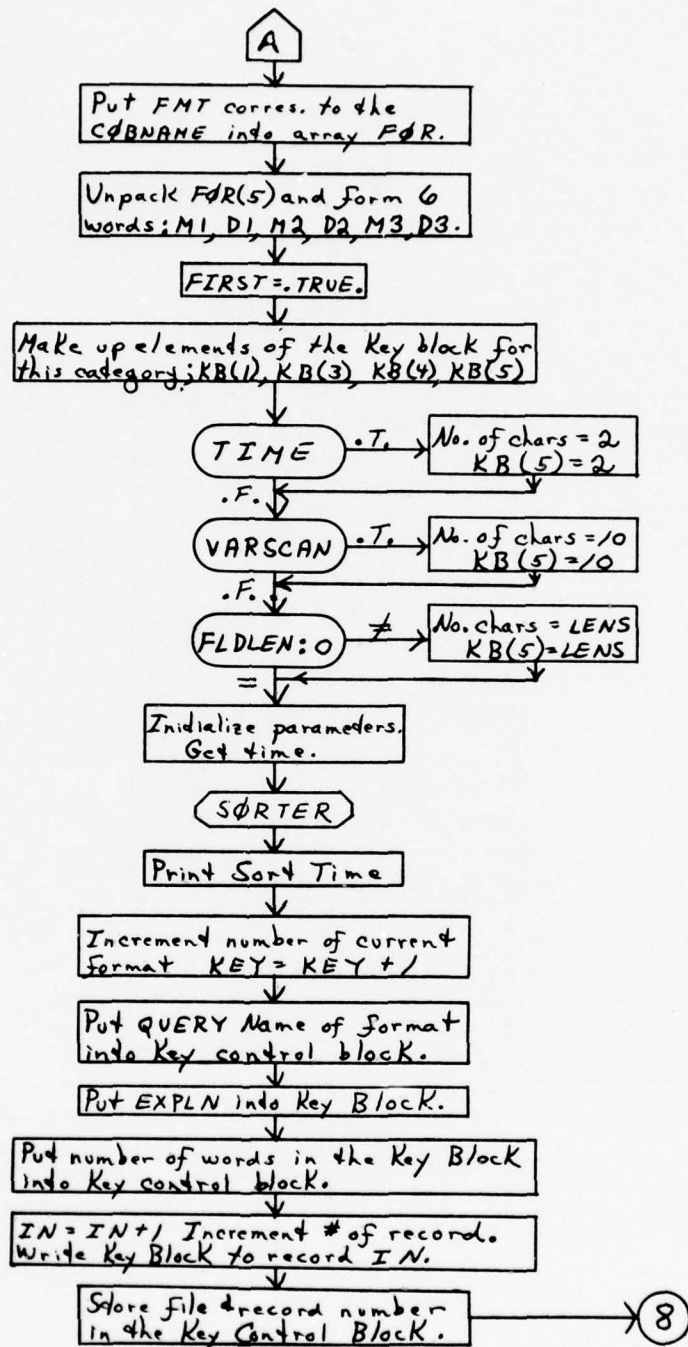 A
Put FMT corres. to the
CØBNAME into array FØR.
Unpack FØR(5) and form 6
words; M1, D1, M2, D2, M3, D3.
FIRST=.TRUE.
Make up elements of the Key block for
this category; KB(1), KB(3), KB(4), KB(5)
TIME
.T.
No. of chars = 2
KB(5) = 2
.F.
VARSCAN
.T.
No. of chars = 10
KB(5) = 10
.F.
FLDLEN: 0
≠
No. chars = LENS
KB(5)=LENS
=
Initialize parameters.
Get time.
SØRTER
Print Sort Time
Increment number of current
format KEY = KEY + 1
Put QUERY Name of format
into Key control block.
Put EXPLN into Key Block.
Put number of words in the Key Block
into Key control block.
IN = IN+1 Increment # of record.
Write Key Block to record IN.
Store file & record number
in the Key Control Block.
8